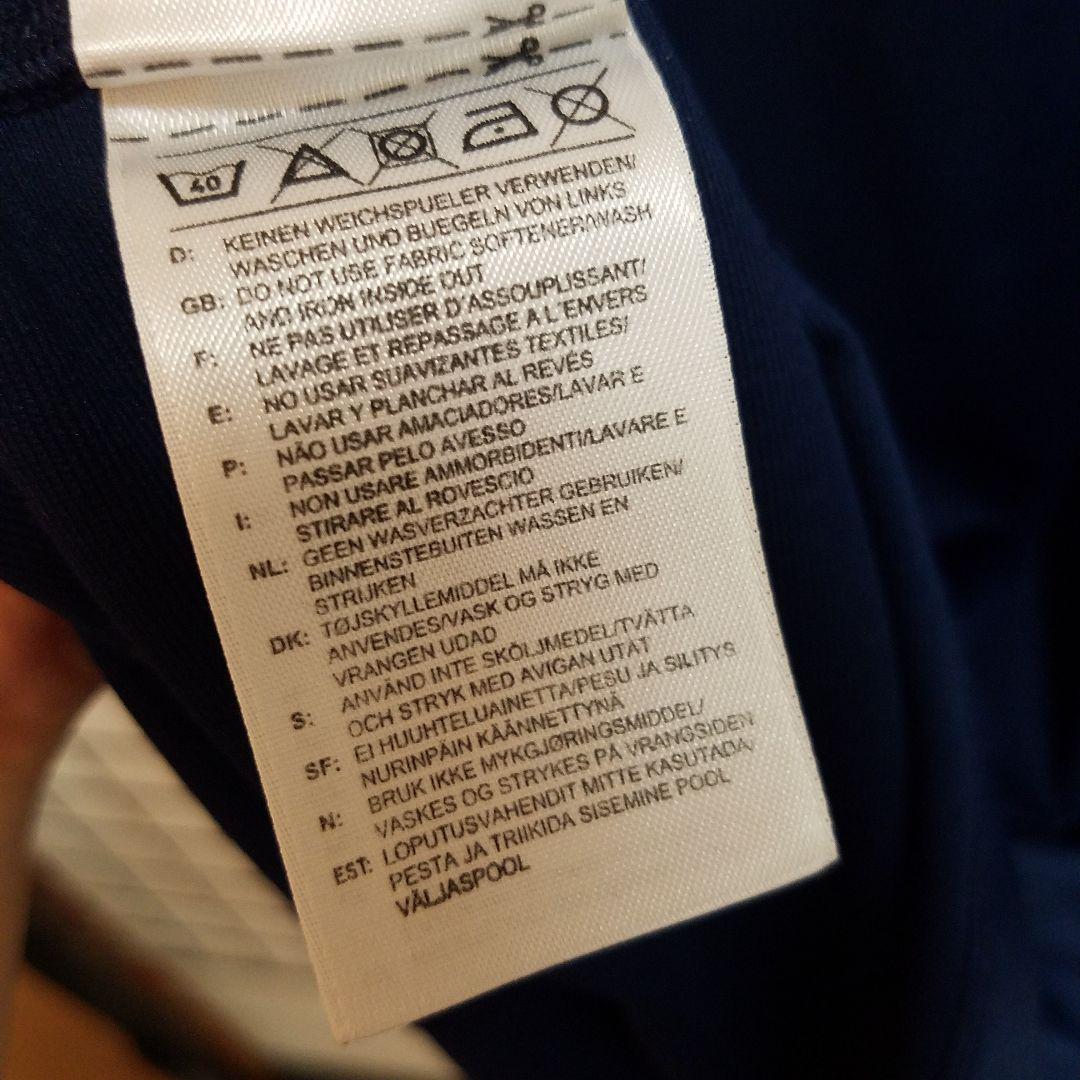 40
D: KEINEN WEICHSPUELER VERWENDEN/
WASCHEN UND BUEGELN VON LINKS
GB: DO NOT USE FABRIC SOFTENER/WASH
AND IRON INSIDE OUT
F: NE PAS UTILISER D'ASSOUPLISSANT/
LAVAGE ET REPASSAGE A L'ENVERS
E: NO USAR SUAVIZANTES TEXTILES/
LAVAR Y PLANCHAR AL REVÉS
P: NÃO USAR AMACIADORES/LAVAR E
PASSAR PELO AVESSO
I: NON USARE AMMORBIDENTI/LAVARE E
STIRARE AL ROVESCIO
NL: GEEN WASVERZACHTER GEBRUIKEN/
BINNENSTEBUITEN WASSEN EN
STRIJKEN
DK: TØJSKYLLEMIDDEL MÅ IKKE
ANVENDES/VASK OG STRYG MED
VRANGEN UDAD
S: ANVÄND INTE SKÖLJMEDEL/TVÄTTA
OCH STRYK MED AVIGAN UTÅT
SF: EI HUUHTELUAINETTA/PESU JA SILITYS
NURINPÄIN KÄÄNNETTYNÄ
N: BRUK IKKE MYKGJØRINGSMIDDEL/
VASKES OG STRYKES PÅ VRANGSIDEN
EST: LOPUTUSVAHENDIT MITTE KASUTADA/
PESTA JA TRIIKIDA SISEMINE POOL
VÄLJASPOOL